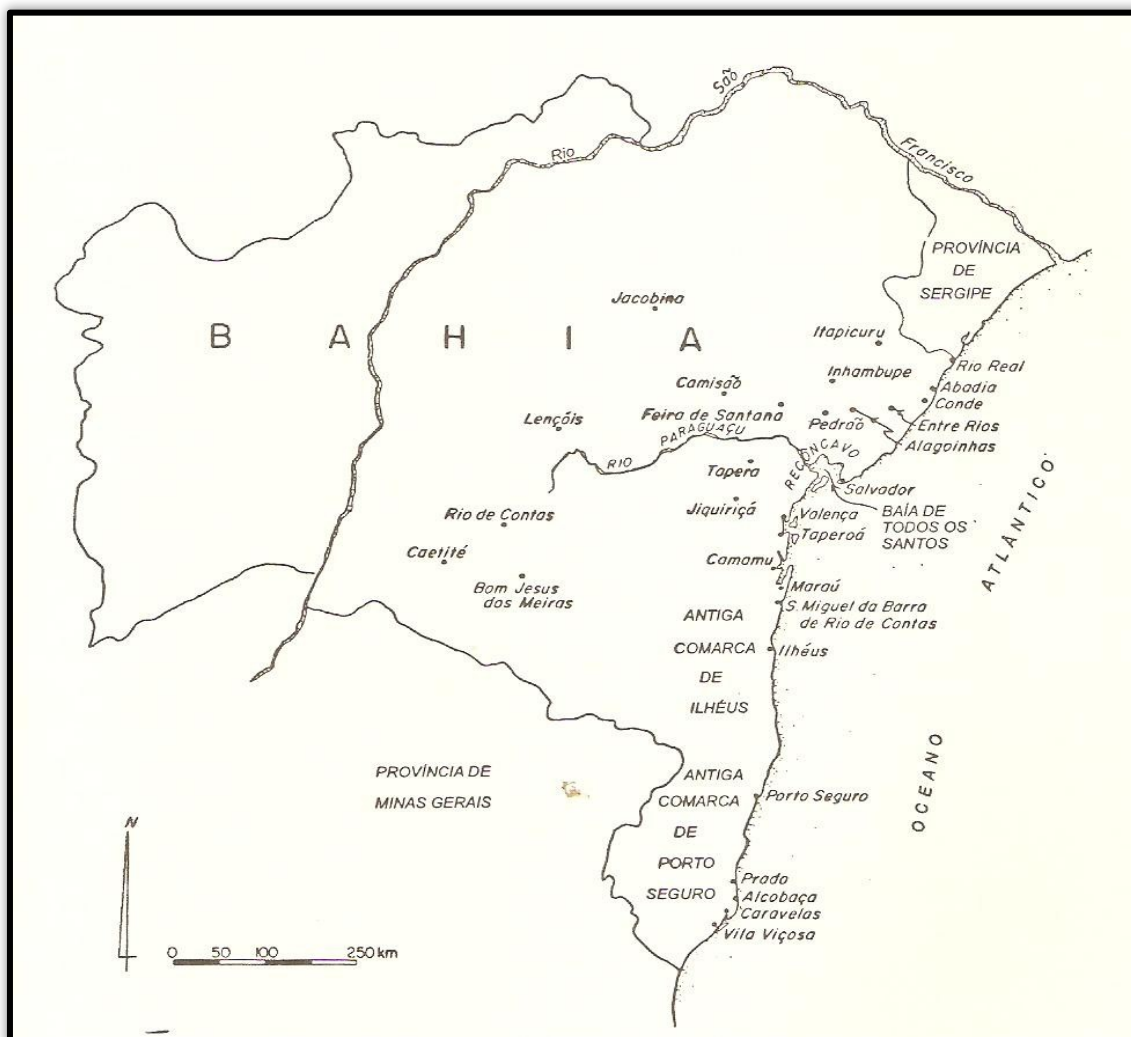 Rio
São
Francisco
PROVÍNCIA
DE
SERGIPE
Jacobina
B A H I A
Itapicuru
Rio Real
Inhambupe
Abadia
Camisão
Conde
Lençóis
Feira de Santana
Pedrão
Entre Rios
Alagoinhas
RIO PARAGUAÇU
RECÔNCAVO
Tapera
Salvador
Jiquiriçá
Valença
BAÍA DE
TODOS OS
SANTOS
Taperoá
Rio de Contas
Caetité
Camamu
Bom Jesus
dos Meiras
Maraú
S. Miguel da Barra
de Rio de Contas
ANTIGA
COMARCA
DE
ILHÉUS
Ilhéus
OCEANO ATLÂNTICO
PROVÍNCIA DE
MINAS GERAIS
ANTIGA
COMARCA
DE
PORTO
SEGURO
Porto Seguro
Prado
Alcobaça
Caravelas
Vila Viçosa
N
0 50 100 250 km